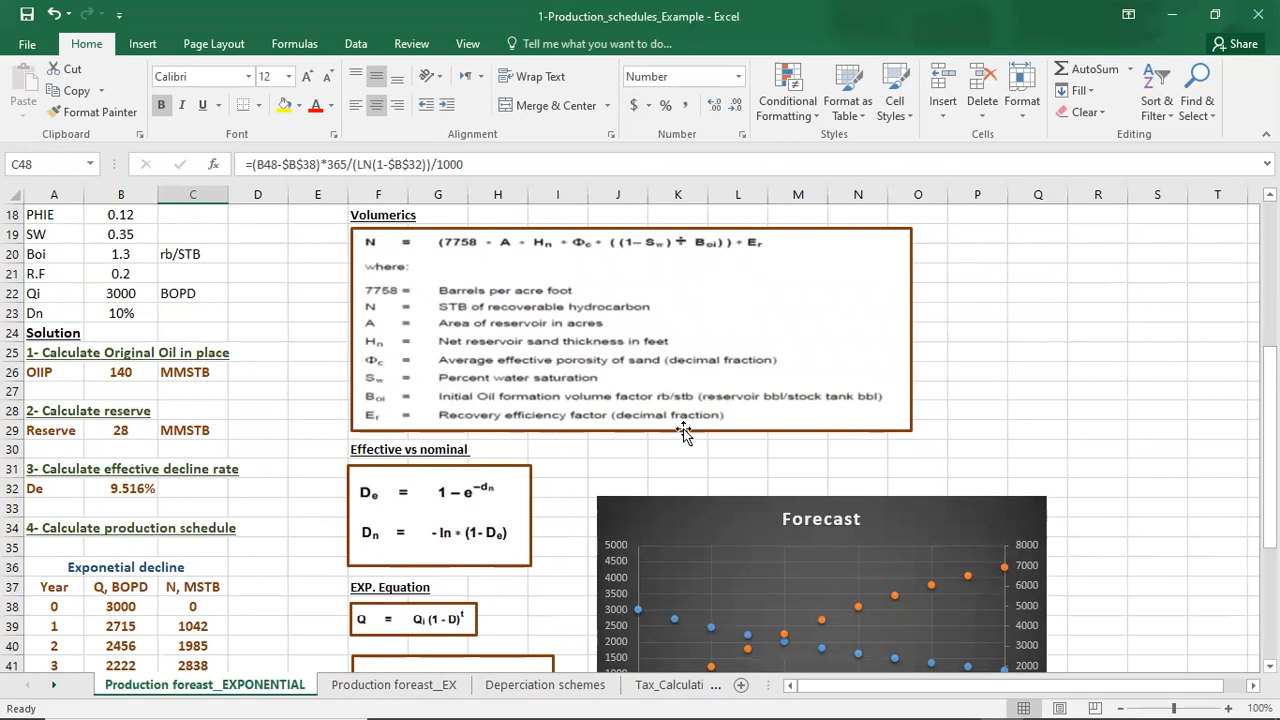 1-Production_schedules_Example - Excel
File Home Insert Page Layout Formulas Data Review View Tell me what you want to do... Share
Paste Cut Copy Format Painter
Calibri 12 B I U A
Wrap Text Merge & Center
Number $ % ,
Conditional Formatting Format as Table Cell Styles
Insert Delete Format
AutoSum Fill Clear Sort & Filter Find & Select
Clipboard Font Alignment Number Styles Cells Editing
C48 fx =(B48-$B$38)*365/(LN(1-$B$32))/1000
A B C D E F G H I J K L M N O P Q R S T
18 PHIE 0.12
19 SW 0.35
20 Boi 1.3 rb/STB
21 R.F 0.2
22 Qi 3000 BOPD
23 Dn 10%
24 Solution
25 1- Calculate Original Oil in place
26 OIIP 140 MMSTB
27
28 2- Calculate reserve
29 Reserve 28 MMSTB
30
31 3- Calculate effective decline rate
32 De 9.516%
33
34 4- Calculate production schedule
35
36 Exponetial decline
37 Year Q, BOPD N, MSTB
38 0 3000 0
39 1 2715 1042
40 2 2456 1985
41 3 2222 2838
Volumerics
N = (7758 * A * Hn * Φc * ( (1– Sw ) ÷ Boi ) ) * Er
where:
7758 = Barrels per acre foot
N = STB of recoverable hydrocarbon
A = Area of reservoir in acres
Hn = Net reservoir sand thickness in feet
Φc = Average effective porosity of sand (decimal fraction)
Sw = Percent water saturation
Boi = Initial Oil formation volume factor rb/stb (reservoir bbl/stock tank bbl)
Er = Recovery efficiency factor (decimal fraction)
Effective vs nominal
De = 1 – e^–dn
Dn = - ln * (1- De)
EXP. Equation
Q = Qi (1 - D)^t
Forecast
5000 8000
4500 7000
4000
3500 6000
3000 5000
2500
2000 4000
1500 3000
1000 2000
Production foreast__EXPONENTIAL Production foreast__EX Deperciation schemes Tax_Calculati ...
Ready 100%